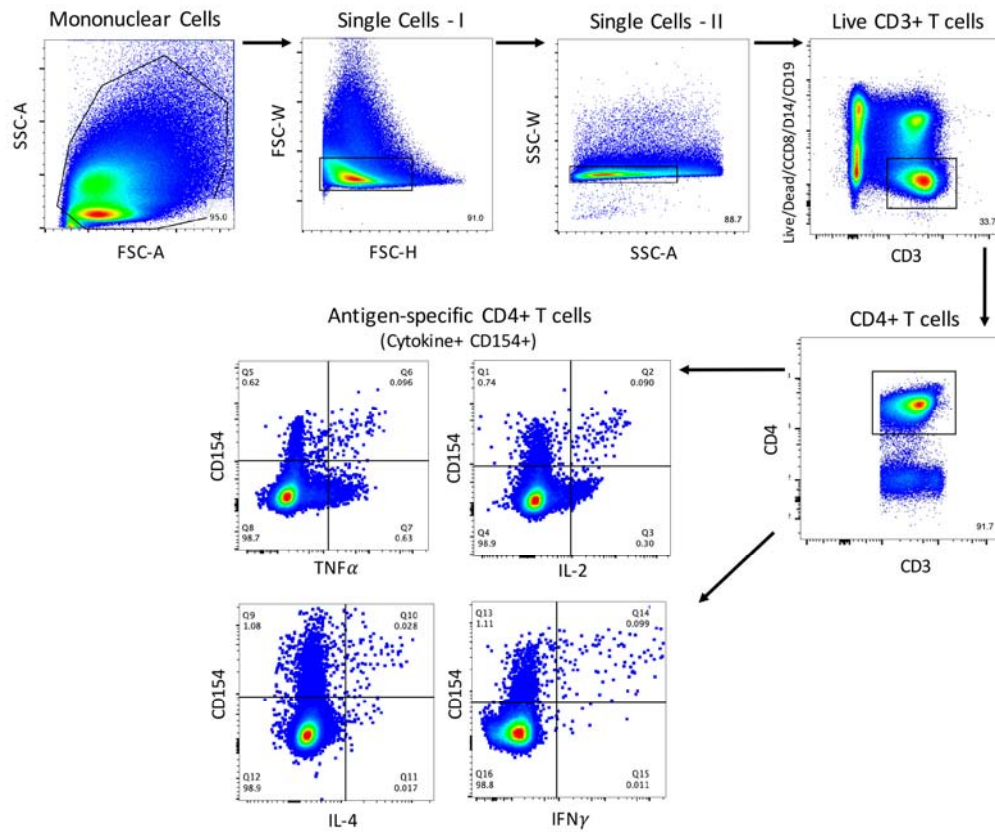 Mononuclear Cells
Single Cells - I
Single Cells - II
Live CD3+ T cells
SSC-A
95.0
FSC-A
FSC-W
91.0
FSC-H
SSC-W
88.7
SSC-A
Live/Dead/CCD8/D14/CD19
33.7
CD3
Antigen-specific CD4+ T cells
(Cytokine+ CD154+)
CD4+ T cells
CD4
91.7
CD3
CD154
Q5
0.62
Q6
0.096
Q8
98.7
Q7
0.63
TNFα
CD154
Q1
0.74
Q2
0.090
Q4
98.9
Q3
0.30
IL-2
CD154
Q9
1.08
Q10
0.028
Q12
98.9
Q11
0.017
IL-4
CD154
Q13
1.11
Q14
0.099
Q16
98.8
Q15
0.011
IFNγ